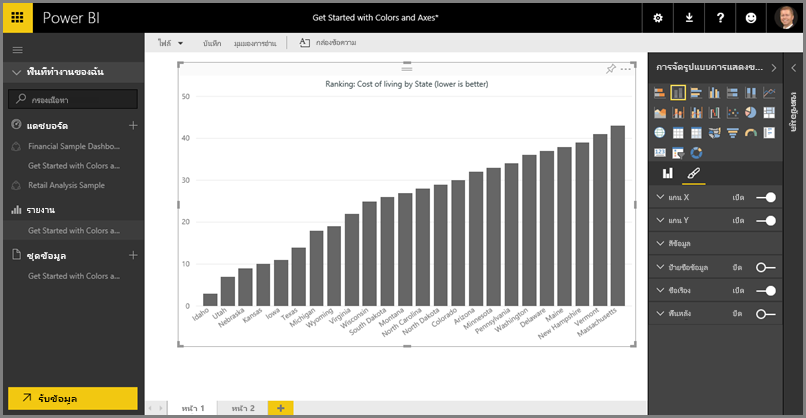 Power BI
Get Started with Colors and Axes*
?
ไฟล์
บันทึก
มุมมองการอ่าน
กล่องข้อความ
พื้นที่ทำงานของฉัน
กรองเนื้อหา
แดชบอร์ด
Financial Sample Dashbo...
Get Started with Colors a...
Retail Analysis Sample
รายงาน
Get Started with Colors a...
ชุดข้อมูล
Get Started with Colors a...
รับข้อมูล
Ranking: Cost of living by State (lower is better)
50
40
30
20
10
0
Idaho
Utah
Nebraska
Kansas
Iowa
Texas
Michigan
Wyoming
Virginia
Wisconsin
South Dakota
Montana
North Carolina
North Dakota
Colorado
Arizona
Minnesota
Pennsylvania
Washington
Delaware
Maine
New Hampshire
Vermont
Massachusetts
หน้า 1
หน้า 2
การจัดรูปแบบการแสดงข...
แกน X เปิด
แกน Y เปิด
สีข้อมูล
ป้ายชื่อข้อมูล ปิด
ชื่อเรื่อง เปิด
พื้นหลัง ปิด
เขตข้อมูล